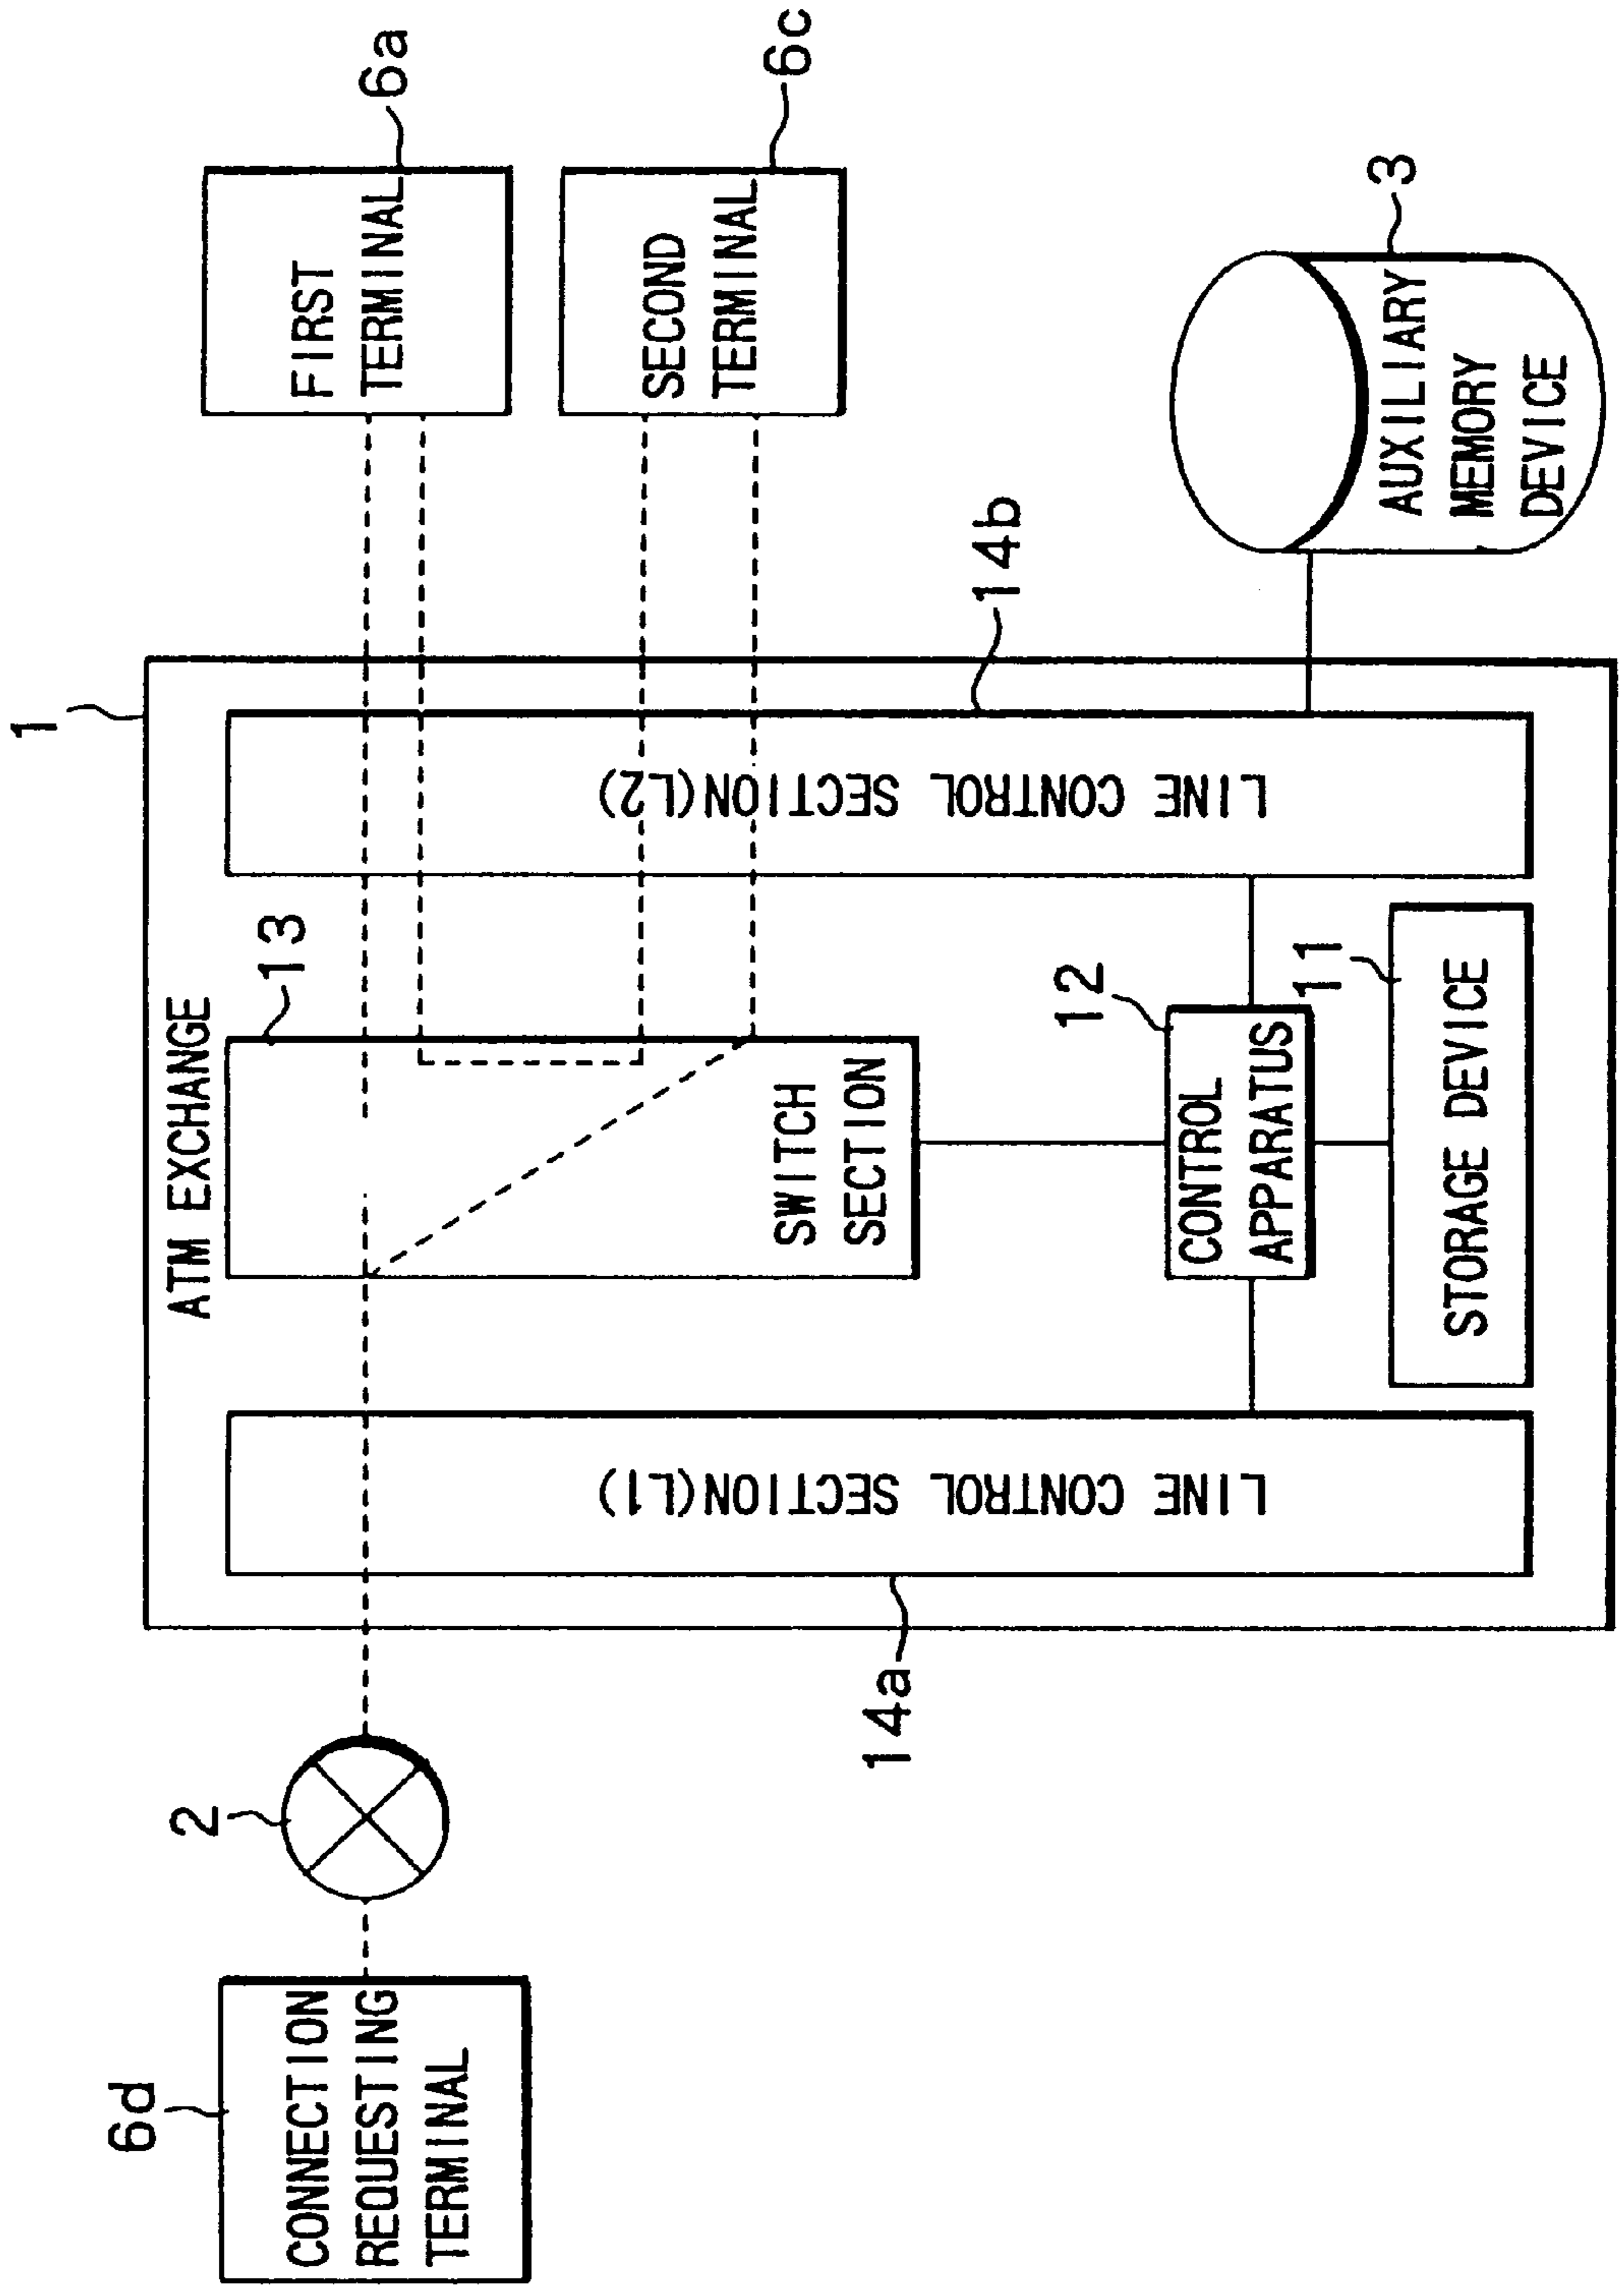 6d
CONNECTION
REQUESTING
TERMINAL
2
1
ATM EXCHANGE
14a
LINE CONTROL SECTION(L1)
13
SWITCH
SECTION
12
CONTROL
APPARATUS
11
STORAGE DEVICE
LINE CONTROL SECTION(L2)
14b
FIRST
TERMINAL
6a
SECOND
TERMINAL
6c
AUXILIARY
MEMORY
DEVICE
3